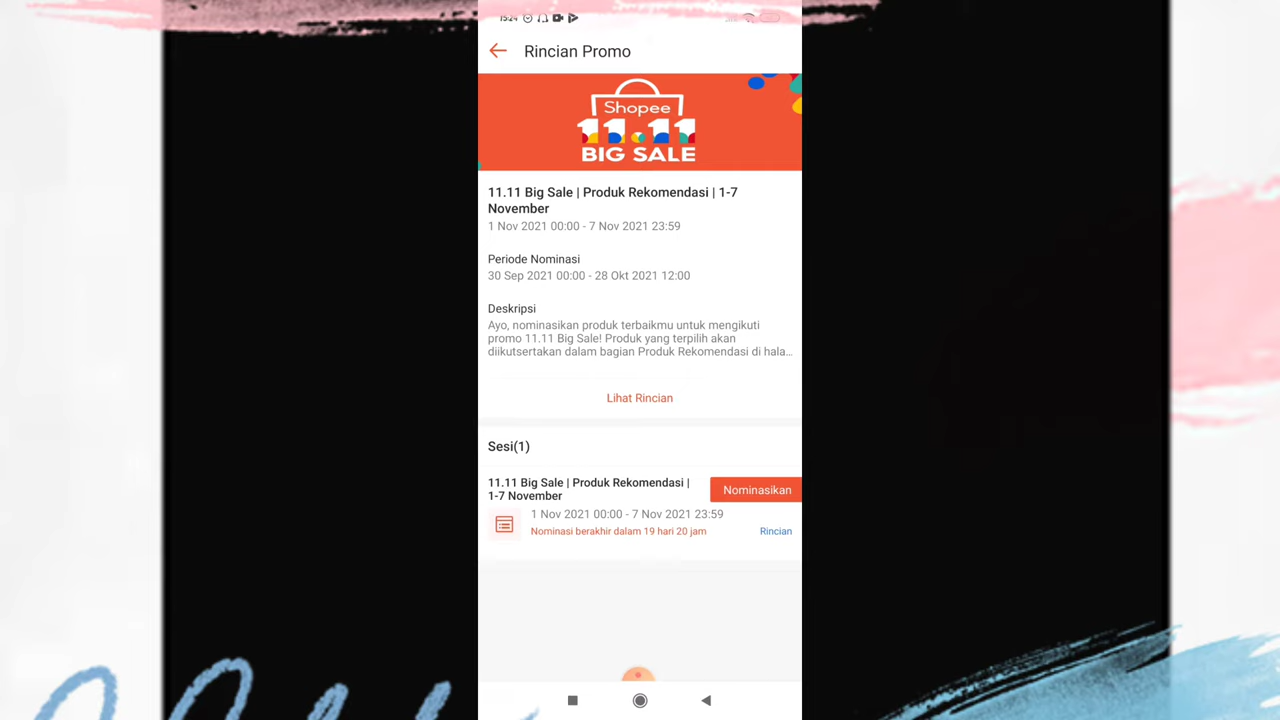 15:24
Rincian Promo
Shopee
11.11
BIG SALE
11.11 Big Sale | Produk Rekomendasi | 1-7
November
1 Nov 2021 00:00 - 7 Nov 2021 23:59
Periode Nominasi
30 Sep 2021 00:00 - 28 Okt 2021 12:00
Deskripsi
Ayo, nominasikan produk terbaikmu untuk mengikuti
promo 11.11 Big Sale! Produk yang terpilih akan
diikutsertakan dalam bagian Produk Rekomendasi di hala...
Lihat Rincian
Sesi(1)
11.11 Big Sale | Produk Rekomendasi |
1-7 November
Nominasikan
1 Nov 2021 00:00 - 7 Nov 2021 23:59
Nominasi berakhir dalam 19 hari 20 jam
Rincian